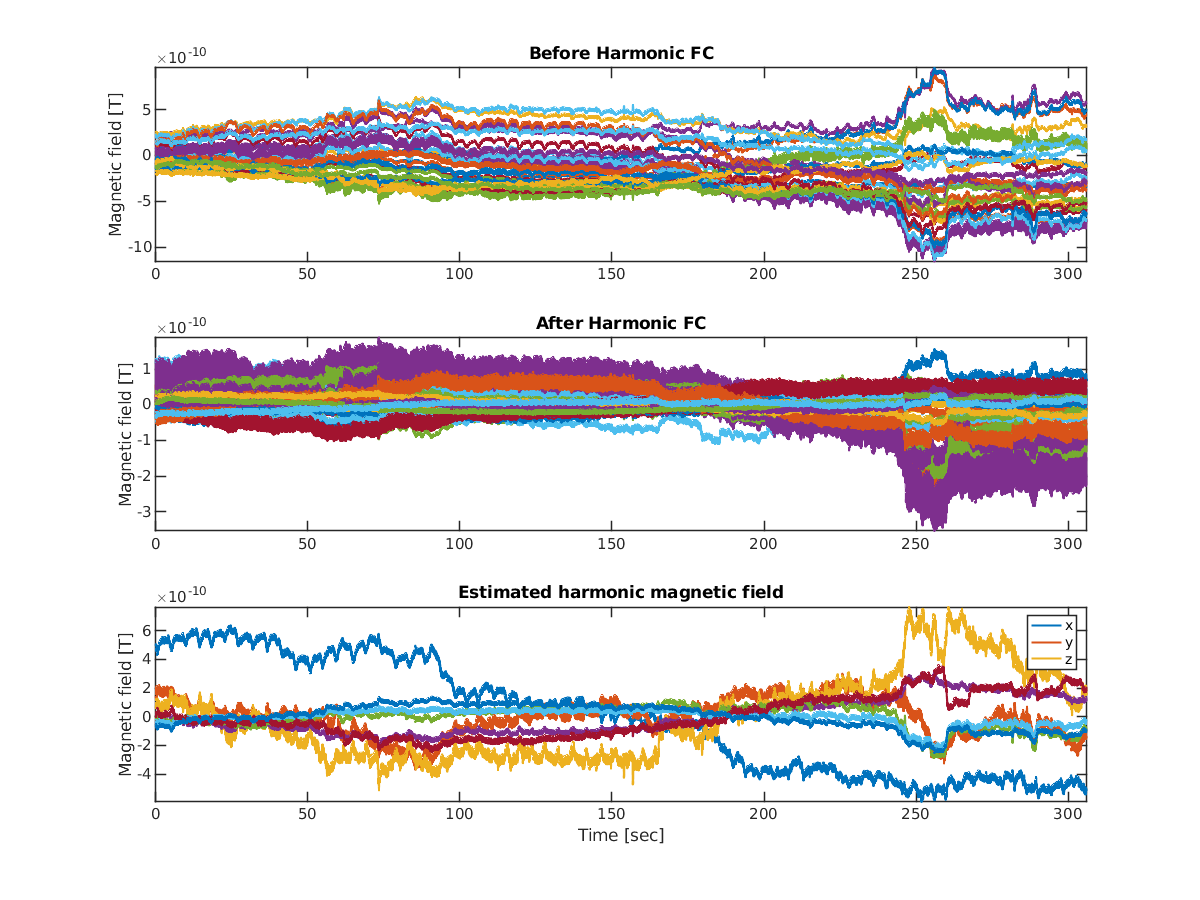 Before Harmonic FC
×10-10
Magnetic field [T]
5
0
-5
-10
0 50 100 150 200 250 300
After Harmonic FC
×10-10
Magnetic field [T]
1
0
-1
-2
-3
0 50 100 150 200 250 300
Estimated harmonic magnetic field
×10-10
Magnetic field [T]
6
4
2
0
-2
-4
x
y
z
0 50 100 150 200 250 300
Time [sec]